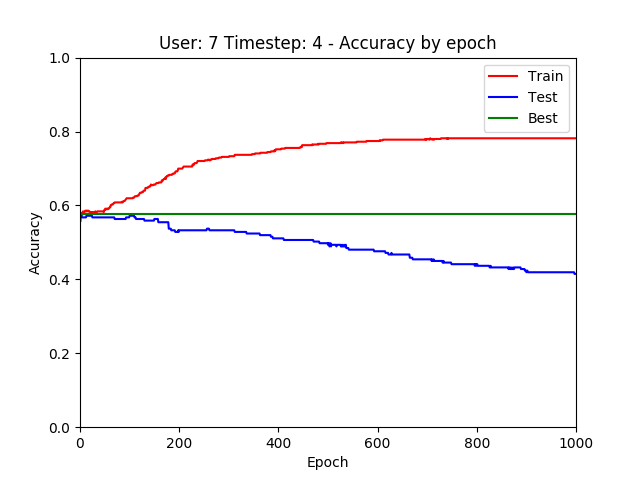 User: 7 Timestep: 4 - Accuracy by epoch
Train
Test
Best
Accuracy
1.0
0.8
0.6
0.4
0.2
0.0
0 200 400 600 800 1000
Epoch